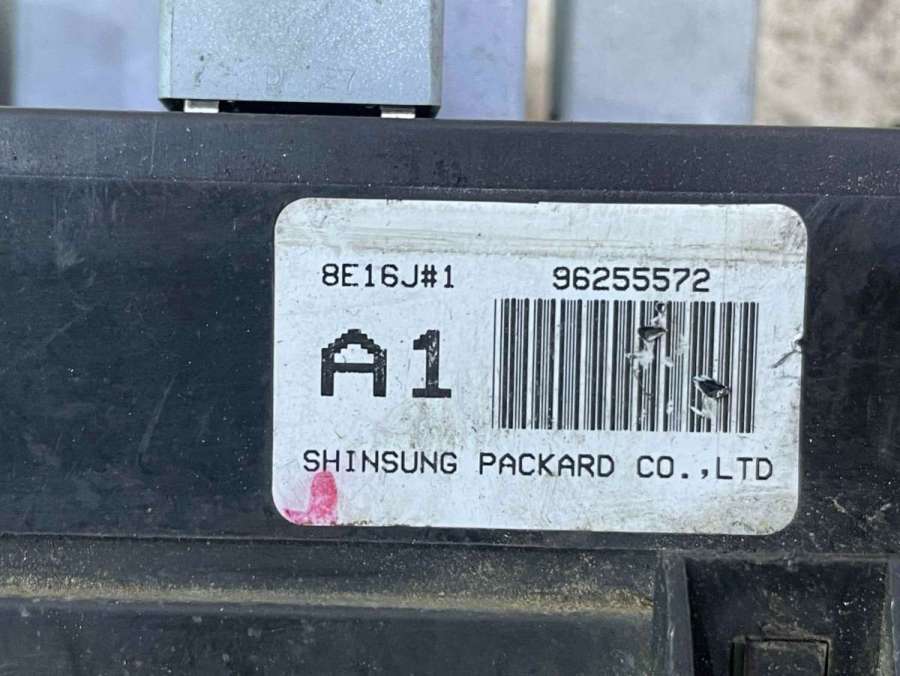 8E16J#1 96255572
A1
SHINSUNG PACKARD CO.,LTD